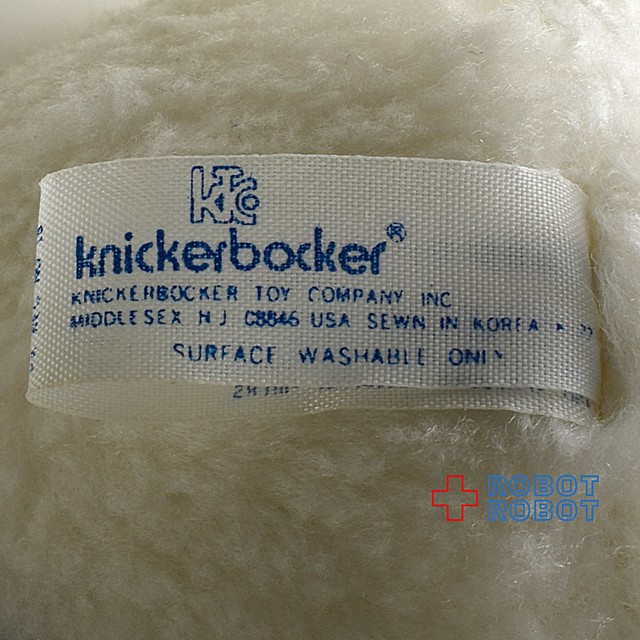 KTC
knickerbocker®
KNICKERBOCKER TOY COMPANY INC
MIDDLESEX N J 08846 USA SEWN IN KOREA
SURFACE WASHABLE ONLY
ROBOT
ROBOT